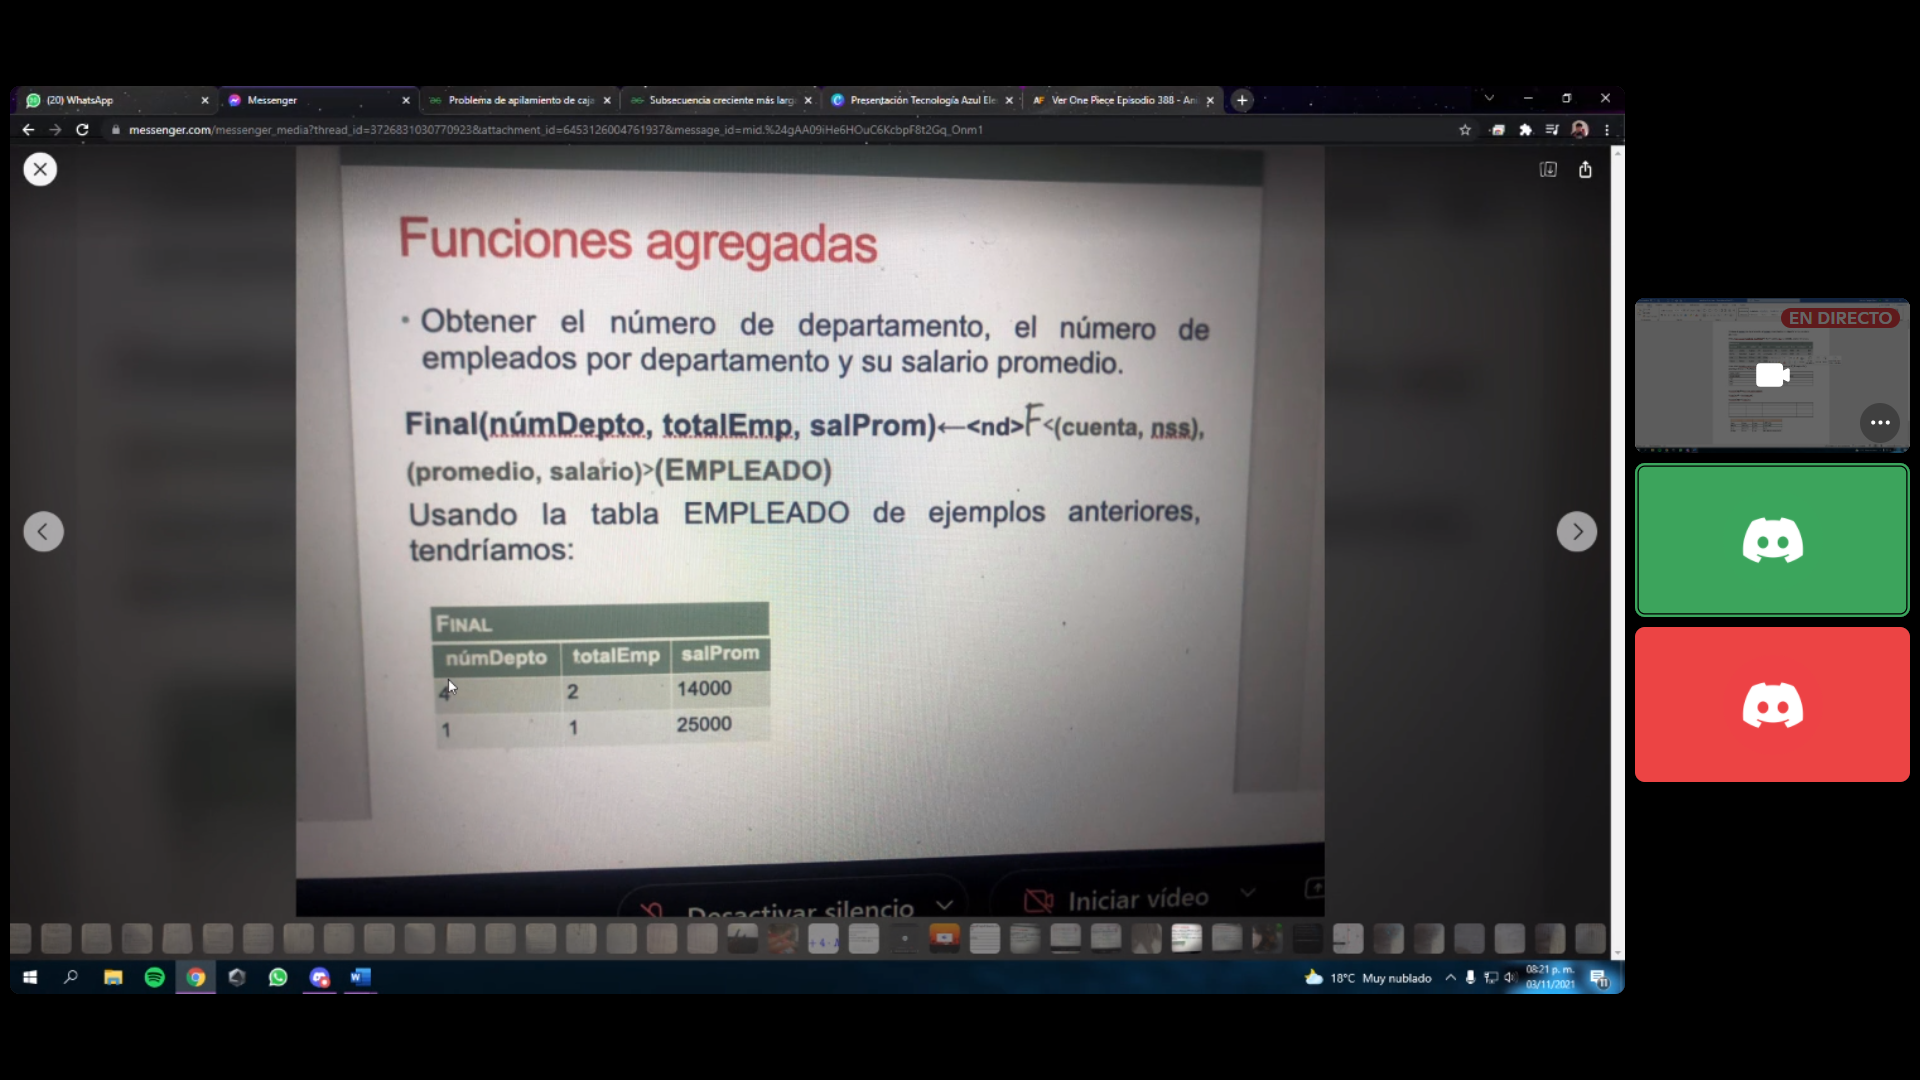 (20) WhatsApp
Messenger
Problema de apilamiento de caja
Subsecuencia creciente más larg
Presentación Tecnología Azul Ele
Ver One Piece Episodio 388 - Ani
messenger.com/messenger_media?thread_id=3726831030770923&attachment_id=6453126004761937&message_id=mid.%24gAA09iHe6HOuC6KcbpF8t2Gq_Onm1
Funciones agregadas
• Obtener el número de departamento, el número de
empleados por departamento y su salario promedio.
Final(númDepto, totalEmp, salProm)←<nd>F<(cuenta, nss),
(promedio, salario)>(EMPLEADO)
Usando la tabla EMPLEADO de ejemplos anteriores,
tendríamos:
FINAL
númDepto totalEmp salProm
4 2 14000
1 1 25000
Desactivar silencio
Iniciar vídeo
EN DIRECTO
18°C Muy nublado
08:21 p. m.
03/11/2021